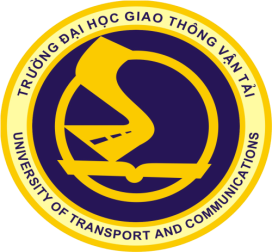 TRƯỜNG ĐẠI HỌC GIAO THÔNG VẬN TẢI
UNIVERSITY OF TRANSPORT AND COMMUNICATIONS